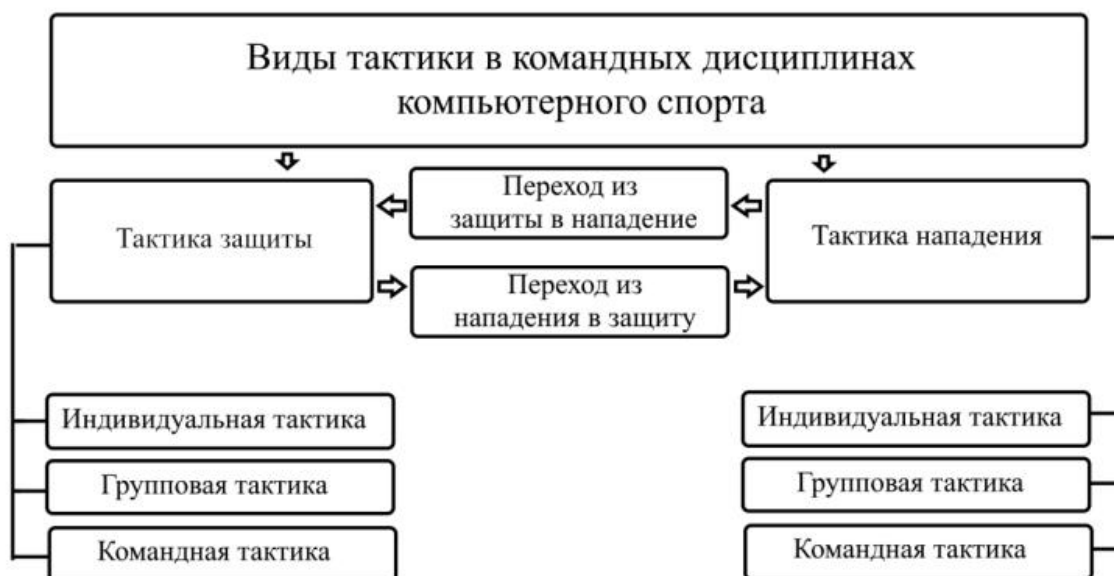 Виды тактики в командных дисциплинах
компьютерного спорта
Тактика защиты
Переход из
защиты в нападение
Тактика нападения
Переход из
нападения в защиту
Индивидуальная тактика
Групповая тактика
Командная тактика
Индивидуальная тактика
Групповая тактика
Командная тактика